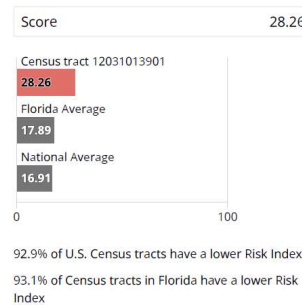 Score 28.26
Census tract 12031013901
28.26
Florida Average
17.89
National Average
16.91
0 100
92.9% of U.S. Census tracts have a lower Risk Index
93.1% of Census tracts in Florida have a lower Risk
Index